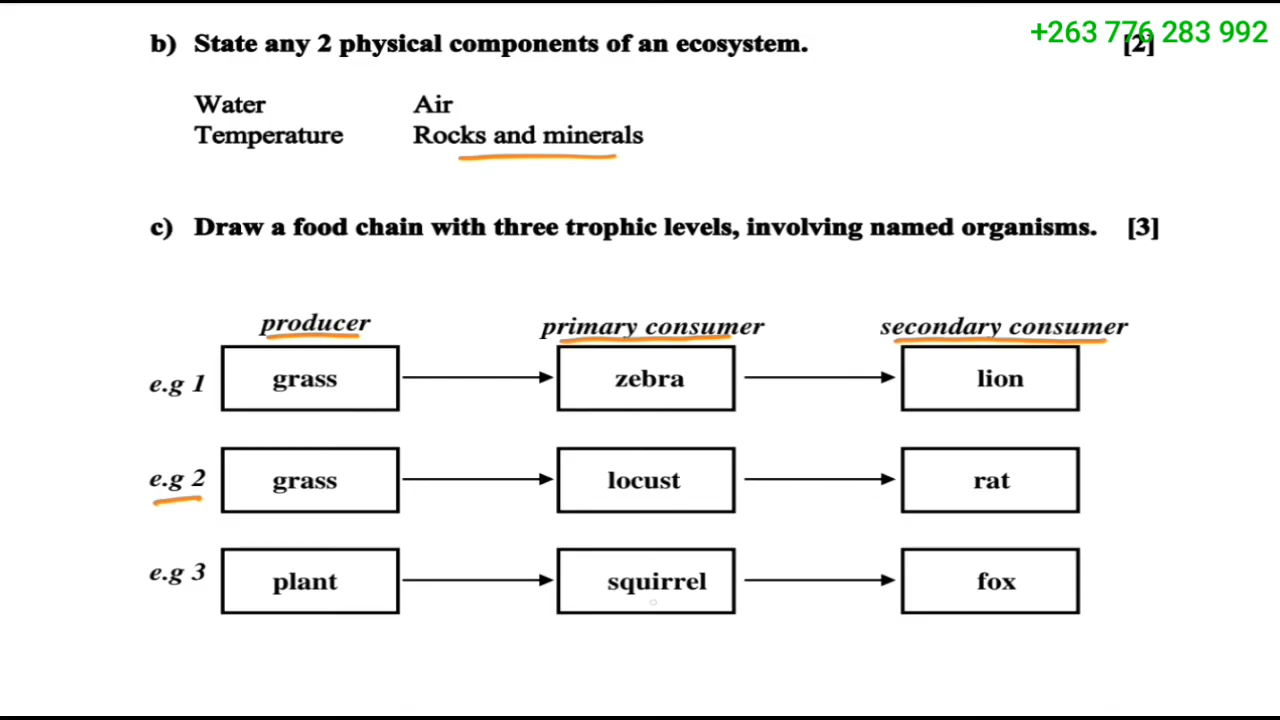 +263 776 283 992
b) State any 2 physical components of an ecosystem. [2]
Water Air
Temperature Rocks and minerals
c) Draw a food chain with three trophic levels, involving named organisms. [3]
producer primary consumer secondary consumer
e.g 1 grass zebra lion
e.g 2 grass locust rat
e.g 3 plant squirrel fox